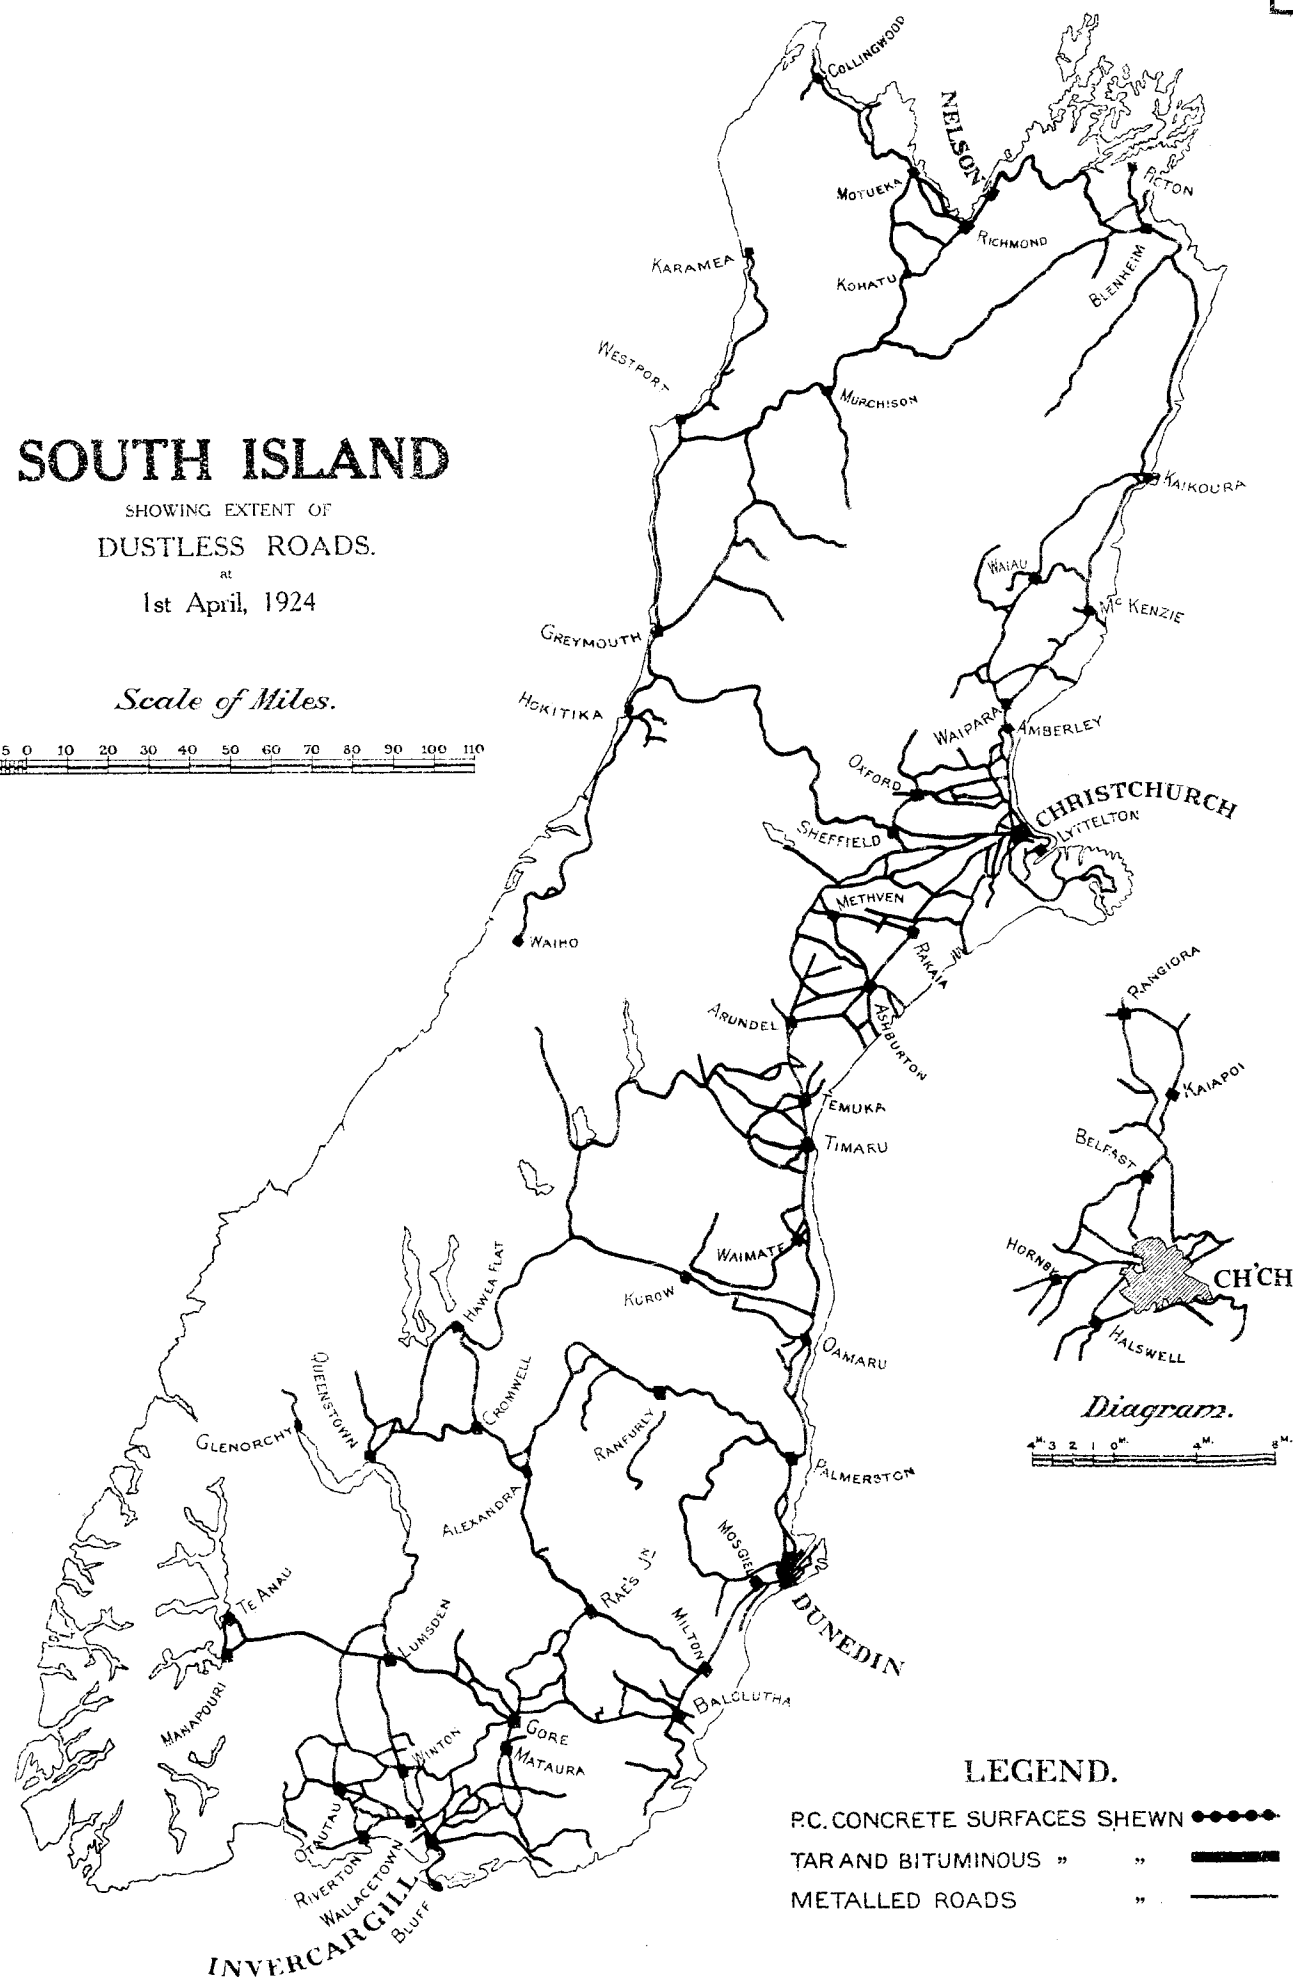 SOUTH ISLAND
SHOWING EXTENT OF
DUSTLESS ROADS.
at
1st April, 1924
Scale of Miles.
5 0 10 20 30 40 50 60 70 80 90 100 110
COLLINGWOOD
NELSON
MOTUEKA
PICTON
RICHMOND
KARAMEA
KOHATU
BLENHEIM
WESTPORT
MURCHISON
KAIKOURA
WAIAU
McKENZIE
GREYMOUTH
HOKITIKA
WAIPARA
AMBERLEY
OXFORD
CHRISTCHURCH
LYTTELTON
SHEFFIELD
METHVEN
WAIHO
RAKAIA
ARUNDEL
ASHBURTON
TEMUKA
TIMARU
WAIMATE
KUROW
HAWEA FLAT
OAMARU
QUEENSTOWN
CROMWELL
GLENORCHY
RANFURLY
PALMERSTON
ALEXANDRA
MOSGIEL
RAE'S JN
TE ANAU
DUNEDIN
LUMSDEN
MILTON
BALCLUTHA
MANAPOURI
GORE
WINTON
MATAURA
OTAUTAU
RIVERTON
WALLACETOWN
INVERCARGILL
BLUFF
RANGIORA
KAIAPOI
BELFAST
HORNBY
CH'CH
HALSWELL
Diagram.
4M. 3 2 1 0M. 4M. 8M.
LEGEND.
P.C. CONCRETE SURFACES SHEWN
TAR AND BITUMINOUS " "
METALLED ROADS "